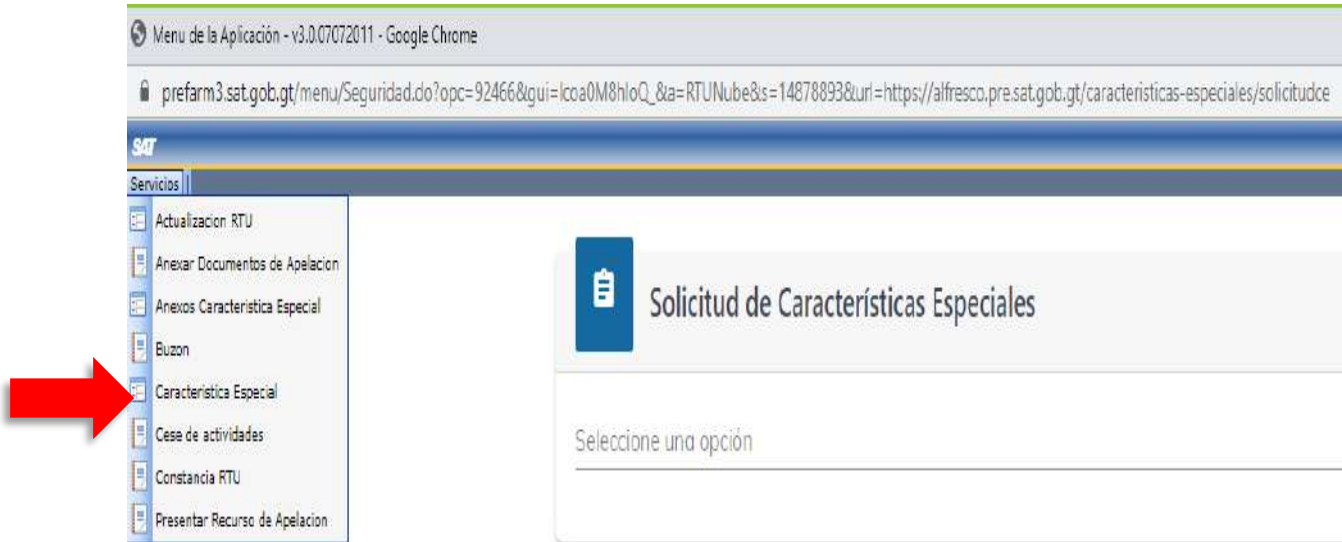 Menu de la Aplicación - v3.0.07072011 - Google Chrome
prefarm3.sat.gob.gt/menu/Seguridad.do?opc=92466&gui=lcoa0M8hIoQ_&a=RTUNube&s=14878893&url=https://alfresco.pre.sat.gob.gt/caracteristicas-especiales/solicitudce
SAT
Servicios
Actualizacion RTU
Anexar Documentos de Apelacion
Anexos Caracteristica Especial
Buzon
Caracteristica Especial
Cese de actividades
Constancia RTU
Presentar Recurso de Apelacion
Solicitud de Características Especiales
Seleccione una opción